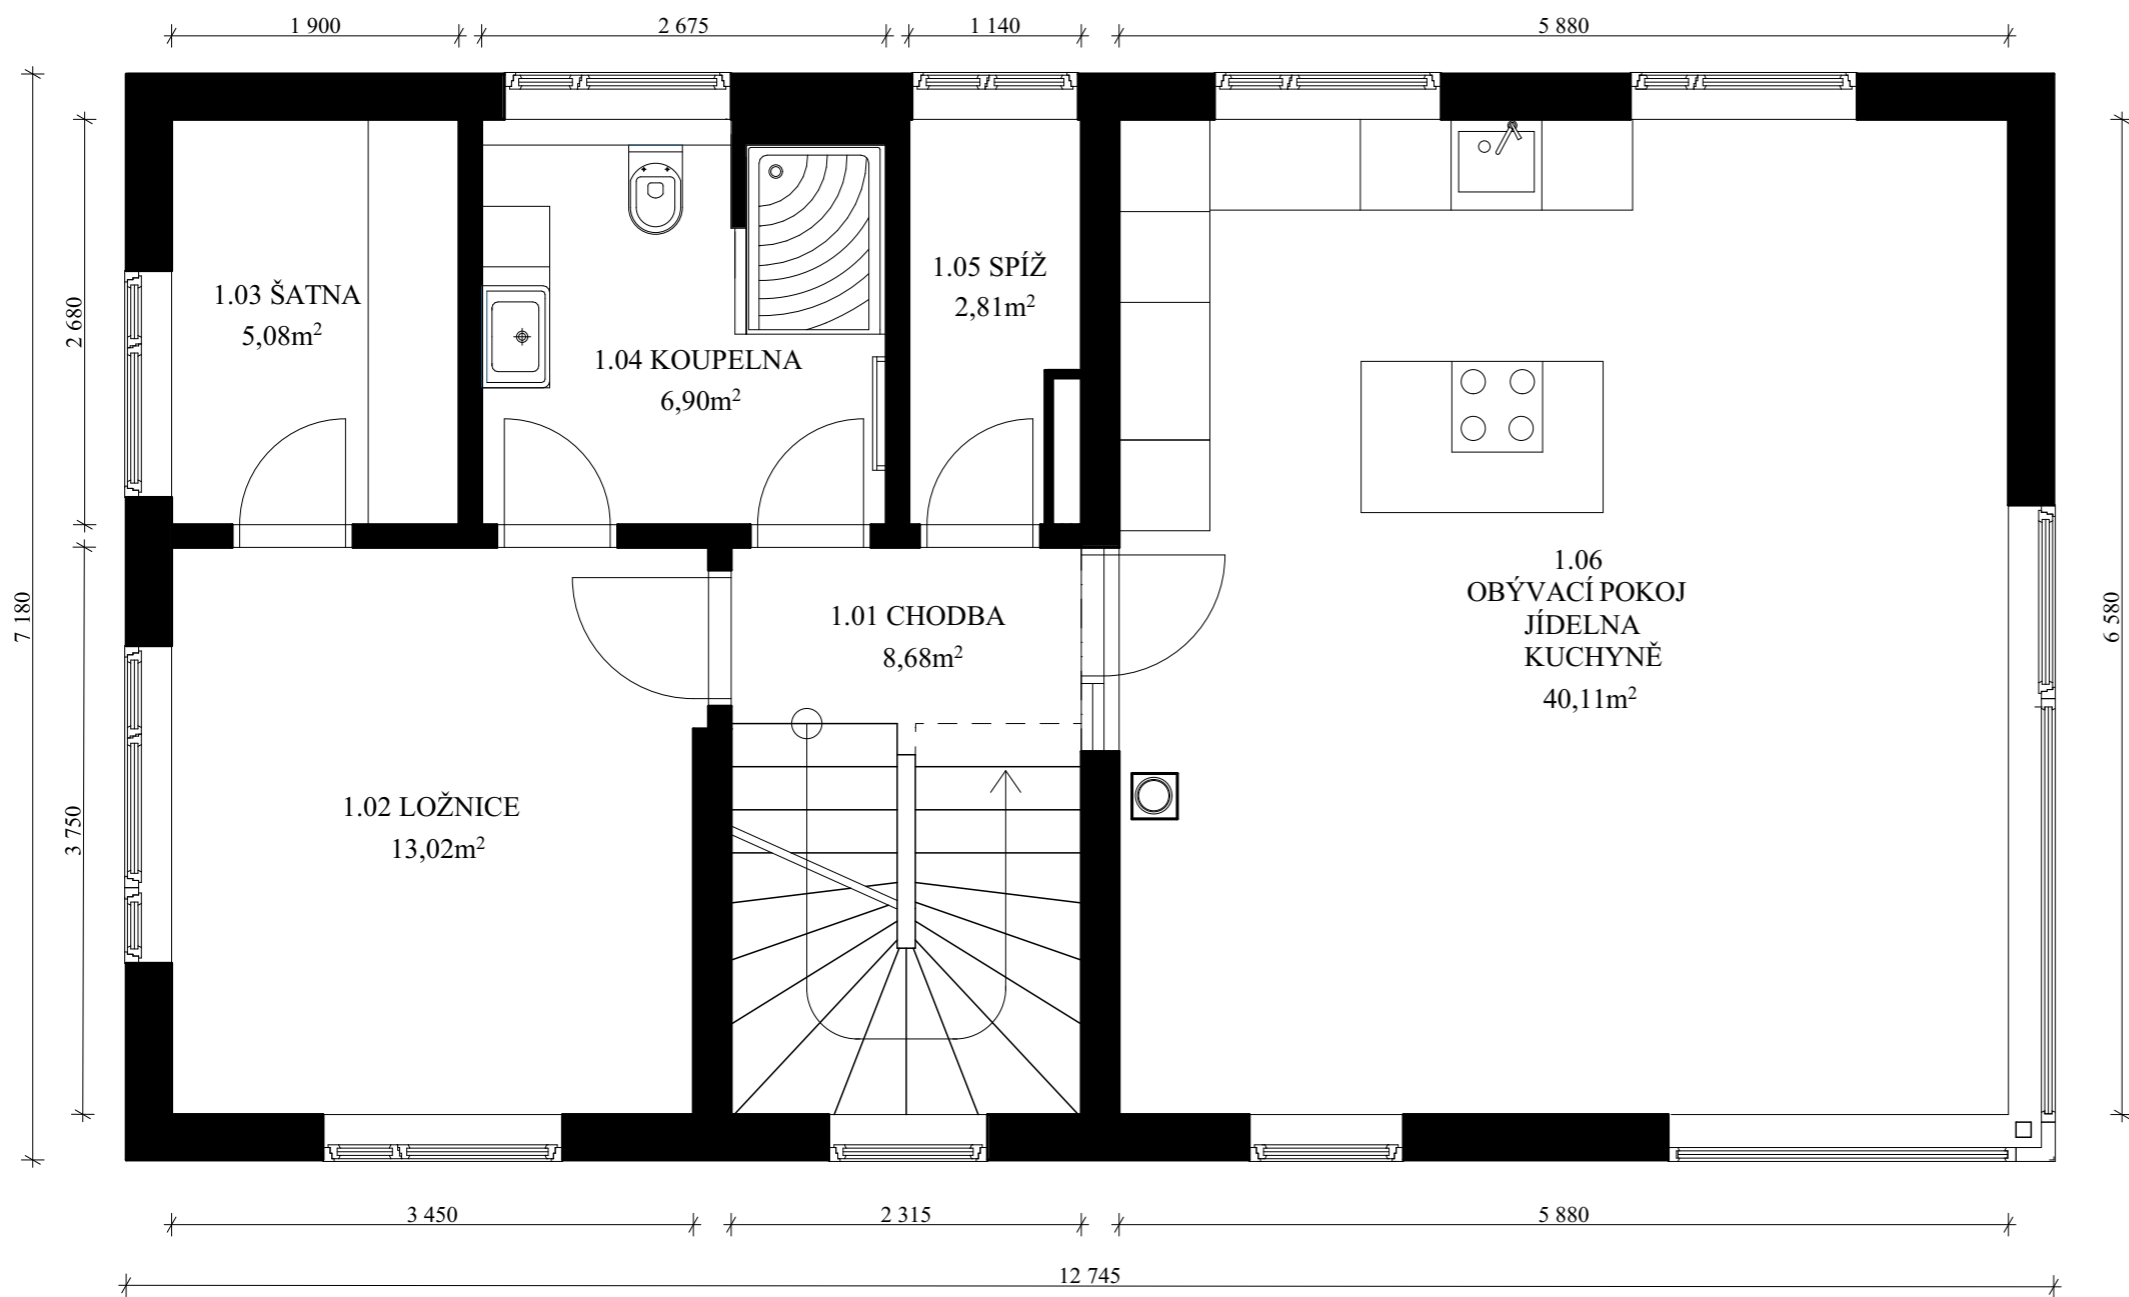 1 900
2 675
1 140
5 880
1.03 ŠATNA
5,08m²
1.04 KOUPELNA
6,90m²
1.05 SPÍŽ
2,81m²
2 680
7 180
3 750
1.01 CHODBA
8,68m²
1.06
OBÝVACÍ POKOJ
JÍDELNA
KUCHYNĚ
40,11m²
6 580
1.02 LOŽNICE
13,02m²
3 450
2 315
5 880
12 745